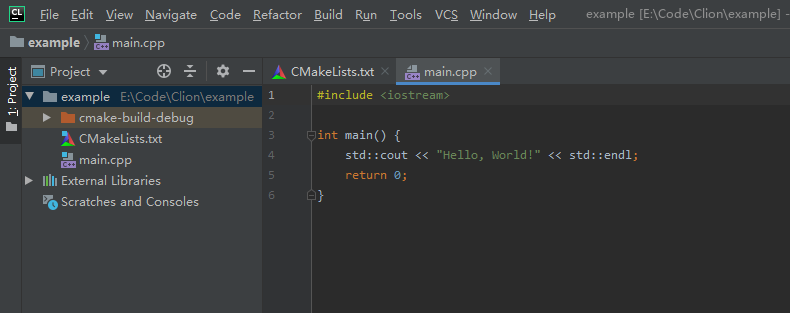 CL File Edit View Navigate Code Refactor Build Run Tools VCS Window Help example [E:\Code\Clion\example] -
example main.cpp
1: Project
Project
example E:\Code\Clion\example
cmake-build-debug
CMakeLists.txt
main.cpp
External Libraries
Scratches and Consoles
CMakeLists.txt main.cpp
1 #include <iostream>
2
3 int main() {
4 std::cout << "Hello, World!" << std::endl;
5 return 0;
6 }